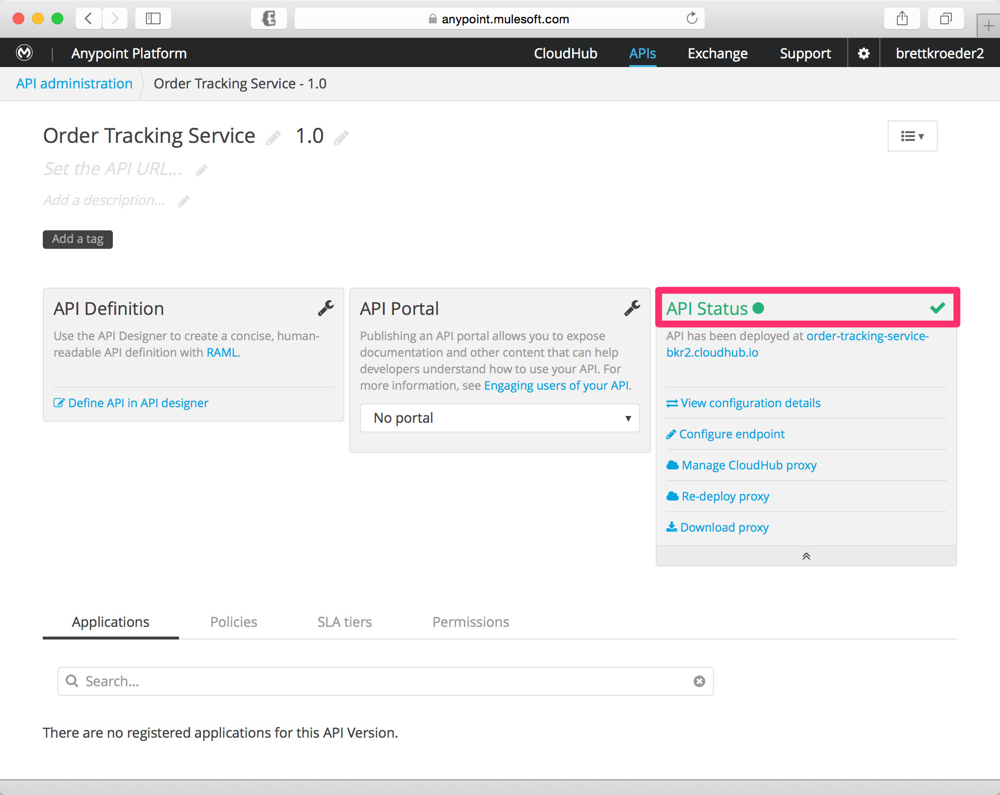 anypoint.mulesoft.com
Anypoint Platform
CloudHub
APIs
Exchange
Support
brettkroeder2
API administration
Order Tracking Service - 1.0
Order Tracking Service 1.0
Set the API URL...
Add a description...
Add a tag
API Definition
Use the API Designer to create a concise, human-
readable API definition with RAML.
Define API in API designer
API Portal
Publishing an API portal allows you to expose
documentation and other content that can help
developers understand how to use your API. For
more information, see Engaging users of your API.
No portal
API Status
API has been deployed at order-tracking-service-
bkr2.cloudhub.io
View configuration details
Configure endpoint
Manage CloudHub proxy
Re-deploy proxy
Download proxy
Applications
Policies
SLA tiers
Permissions
Search...
There are no registered applications for this API Version.